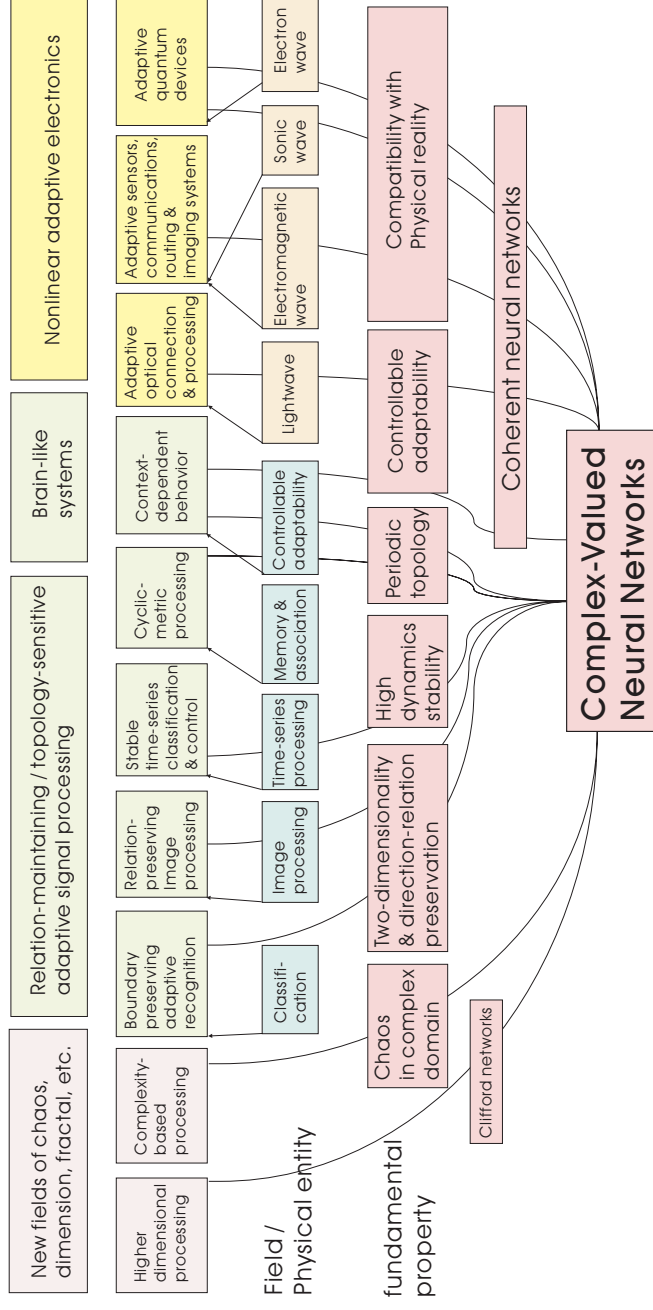 New fields of chaos,
dimension, fractal, etc.
Relation-maintaining / topology-sensitive
adaptive signal processing
Brain-like
systems
Nonlinear adaptive electronics
Higher
dimensional
processing
Complexity-
based
processing
Boundary
preserving
adaptive
recognition
Relation-
preserving
Image
processing
Stable
time-series
classification
& control
Cyclic-
metric
processing
Context-
dependent
behavior
Adaptive
optical
connection
& processing
Adaptive sensors,
communications,
routing &
imaging systems
Adaptive
quantum
devices
Field /
Physical entity
Classifi-
cation
Image
processing
Time-series
processing
Memory &
association
Controllable
adaptability
Lightwave
Electromagnetic
wave
Sonic
wave
Electron
wave
fundamental
property
Chaos
in complex
domain
Two-dimensionality
& direction-relation
preservation
High
dynamics
stability
Periodic
topology
Controllable
adaptability
Compatibility with
Physical reality
Clifford networks
Coherent neural networks
Complex-Valued
Neural Networks